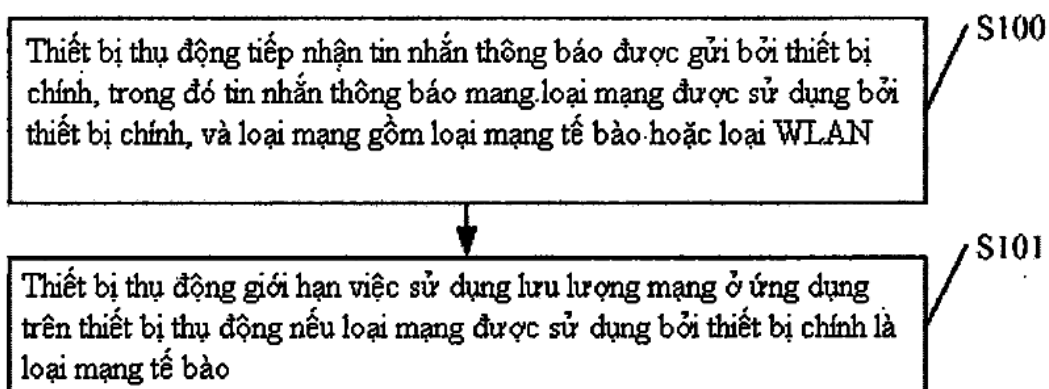 Thiết bị thụ động tiếp nhận tin nhắn thông báo được gửi bởi thiết bị
chính, trong đó tin nhắn thông báo mang loại mạng được sử dụng bởi
thiết bị chính, và loại mạng gồm loại mạng tế bào hoặc loại WLAN
S100
Thiết bị thụ động giới hạn việc sử dụng lưu lượng mạng ở ứng dụng
trên thiết bị thụ động nếu loại mạng được sử dụng bởi thiết bị chính là
loại mạng tế bào
S101